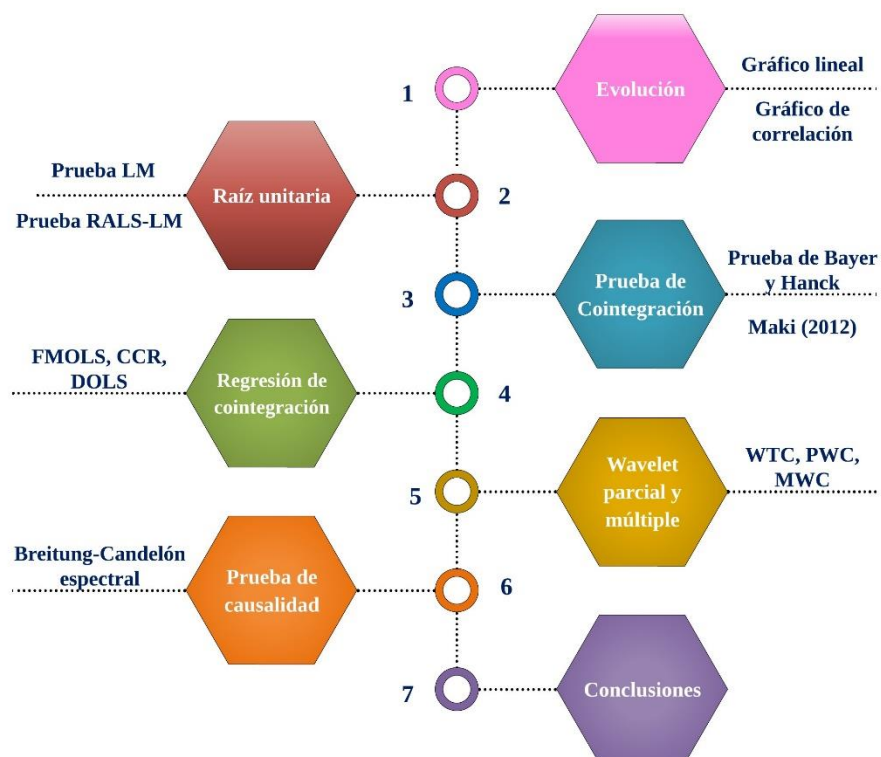 1
Evolución
Gráfico lineal
Gráfico de
correlación
Prueba LM
Prueba RALS-LM
Raíz unitaria
2
3
Prueba de
Cointegración
Prueba de Bayer
y Hanck
Maki (2012)
FMOLS, CCR,
DOLS
Regresión de
cointegración
4
5
Wavelet
parcial y
múltiple
WTC, PWC,
MWC
Breitung-Candelón
espectral
Prueba de
causalidad
6
7
Conclusiones